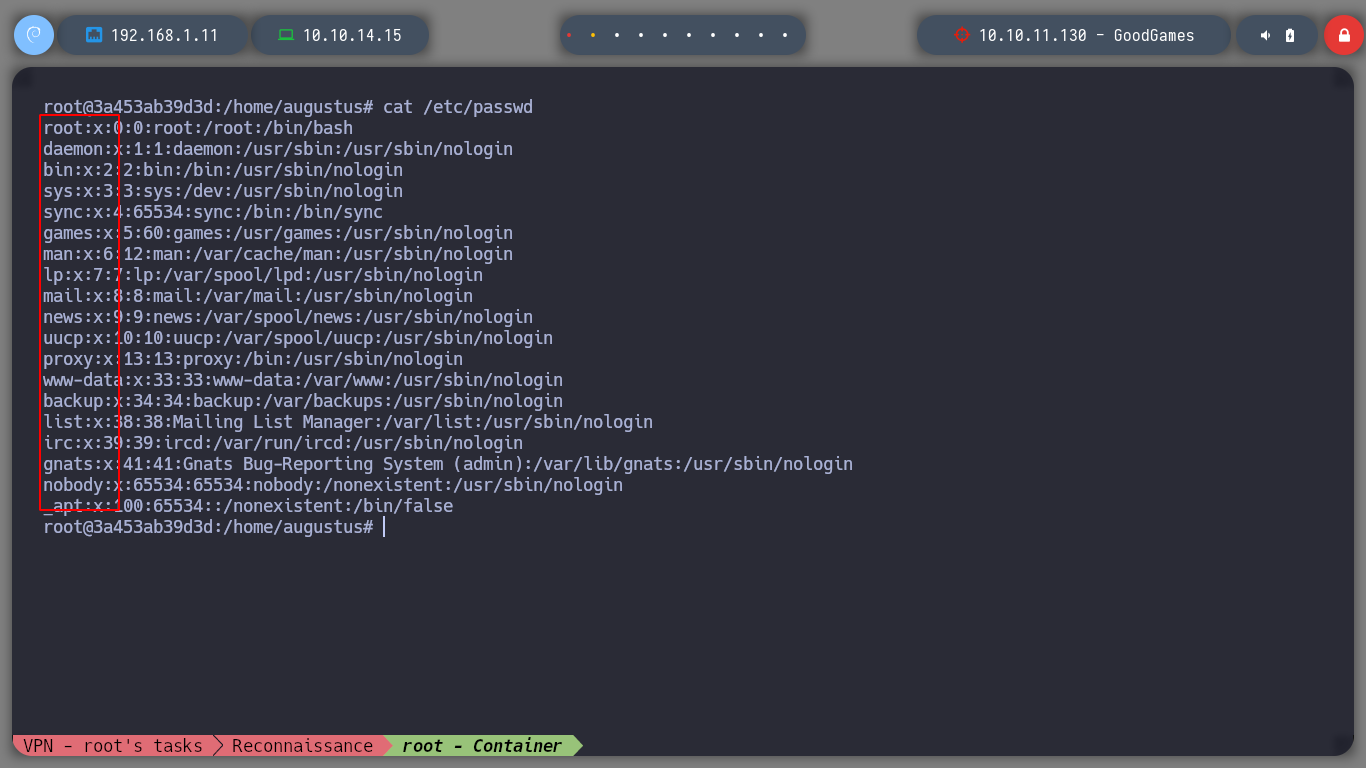 192.168.1.11
10.10.14.15
10.10.11.130 - GoodGames
root@3a453ab39d3d:/home/augustus# cat /etc/passwd
root:x:0:0:root:/root:/bin/bash
daemon:x:1:1:daemon:/usr/sbin:/usr/sbin/nologin
bin:x:2:2:bin:/bin:/usr/sbin/nologin
sys:x:3:3:sys:/dev:/usr/sbin/nologin
sync:x:4:65534:sync:/bin:/bin/sync
games:x:5:60:games:/usr/games:/usr/sbin/nologin
man:x:6:12:man:/var/cache/man:/usr/sbin/nologin
lp:x:7:7:lp:/var/spool/lpd:/usr/sbin/nologin
mail:x:8:8:mail:/var/mail:/usr/sbin/nologin
news:x:9:9:news:/var/spool/news:/usr/sbin/nologin
uucp:x:10:10:uucp:/var/spool/uucp:/usr/sbin/nologin
proxy:x:13:13:proxy:/bin:/usr/sbin/nologin
www-data:x:33:33:www-data:/var/www:/usr/sbin/nologin
backup:x:34:34:backup:/var/backups:/usr/sbin/nologin
list:x:38:38:Mailing List Manager:/var/list:/usr/sbin/nologin
irc:x:39:39:ircd:/var/run/ircd:/usr/sbin/nologin
gnats:x:41:41:Gnats Bug-Reporting System (admin):/var/lib/gnats:/usr/sbin/nologin
nobody:x:65534:65534:nobody:/nonexistent:/usr/sbin/nologin
_apt:x:100:65534::/nonexistent:/bin/false
root@3a453ab39d3d:/home/augustus#
VPN - root's tasks
Reconnaissance
root - Container